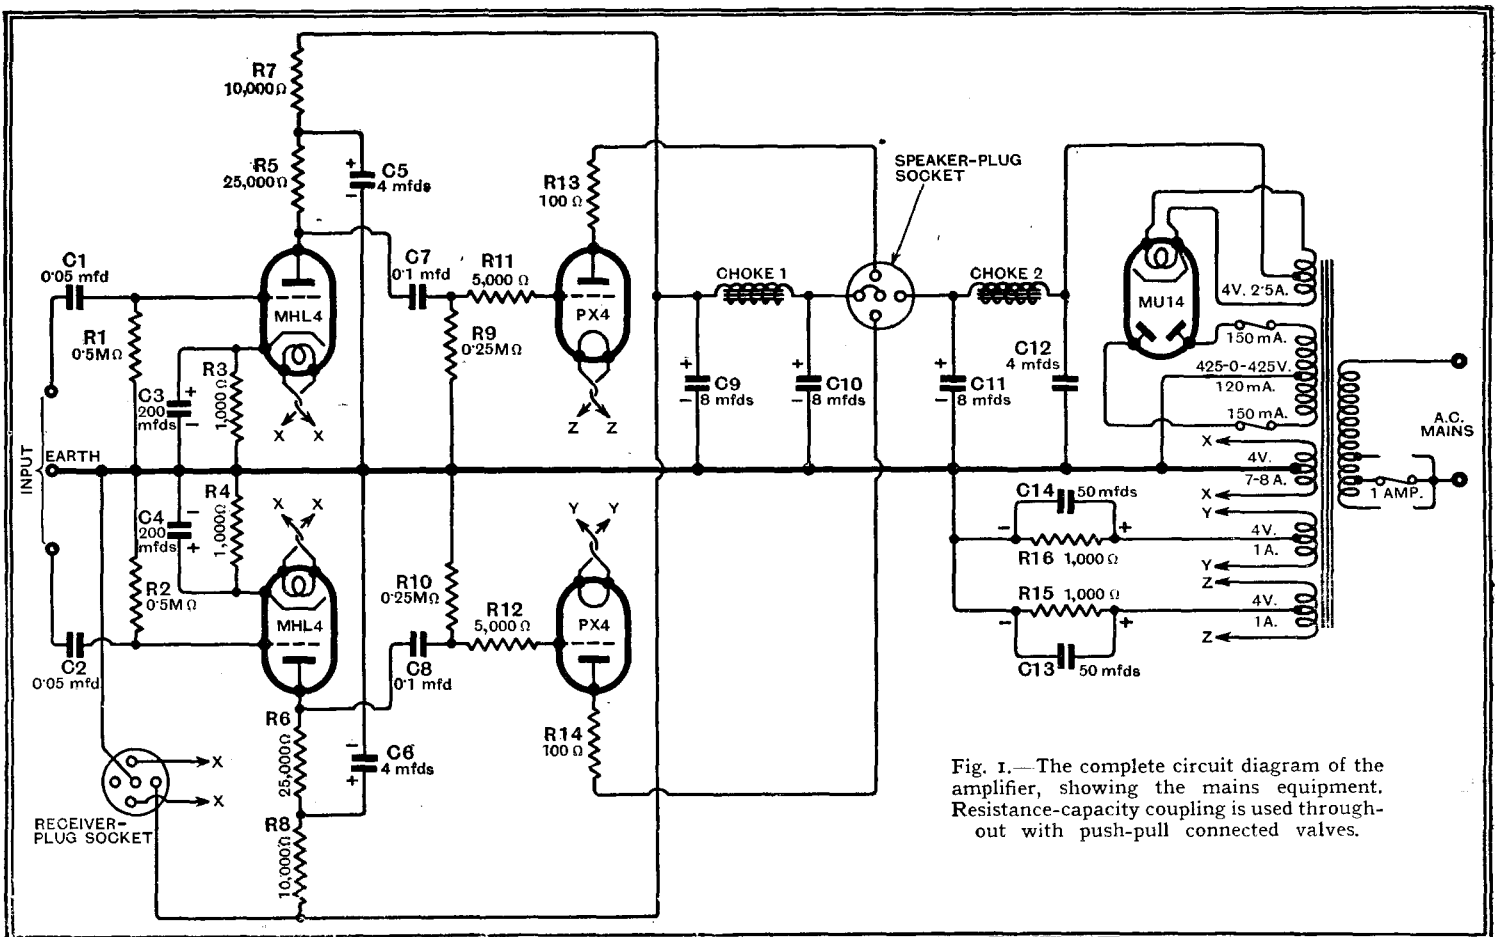 R7
10,000Ω
R5
25,000Ω
C5
4 mfds
R13
100 Ω
SPEAKER-PLUG
SOCKET
C1
0·05 mfd
C7
0·1 mfd
R11
5,000 Ω
CHOKE 1
CHOKE 2
MU14
4V. 2·5A.
MHL4
PX4
R1
0·5MΩ
R9
0·25MΩ
150 mA.
C3
200
mfds
R3
1,000 Ω
C9
8 mfds
C10
8 mfds
C11
8 mfds
C12
4 mfds
425-0-425V.
120 mA.
150 mA.
X X
Z Z
A.C.
MAINS
INPUT
EARTH
X
4V.
7-8 A.
X
1 AMP.
C4
200
mfds
R4
1,000Ω
X X
Y Y
C14
50 mfds
R16 1,000 Ω
Y
4V.
1A.
Y
R2
0·5MΩ
R10
0·25MΩ
R12
5,000 Ω
R15 1,000 Ω
Z
4V.
1A.
Z
C13
50 mfds
MHL4
PX4
C2
0·05 mfd
C8
0·1 mfd
R6
25,000Ω
R14
100 Ω
C6
4 mfds
X
X
RECEIVER-
PLUG SOCKET
R8
10,000Ω
Fig. 1.—The complete circuit diagram of the
amplifier, showing the mains equipment.
Resistance-capacity coupling is used through-
out with push-pull connected valves.